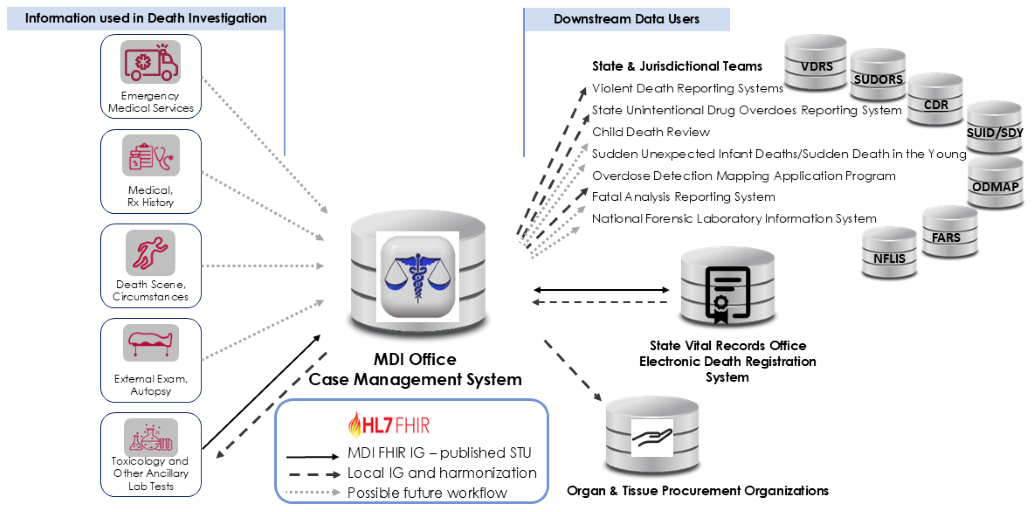 Information used in Death Investigation
Emergency
Medical Services
Medical,
Rx History
Death Scene,
Circumstances
External Exam,
Autopsy
Toxicology and
Other Ancillary
Lab Tests
MDI Office
Case Management System
HL7 FHIR
MDI FHIR IG – published STU
Local IG and harmonization
Possible future workflow
Downstream Data Users
State & Jurisdictional Teams
Violent Death Reporting Systems
State Unintentional Drug Overdoes Reporting System
Child Death Review
Sudden Unexpected Infant Deaths/Sudden Death in the Young
Overdose Detection Mapping Application Program
Fatal Analysis Reporting System
National Forensic Laboratory Information System
VDRS
SUDORS
CDR
SUID/SDY
ODMAP
FARS
NFLIS
State Vital Records Office
Electronic Death Registration
System
Organ & Tissue Procurement Organizations